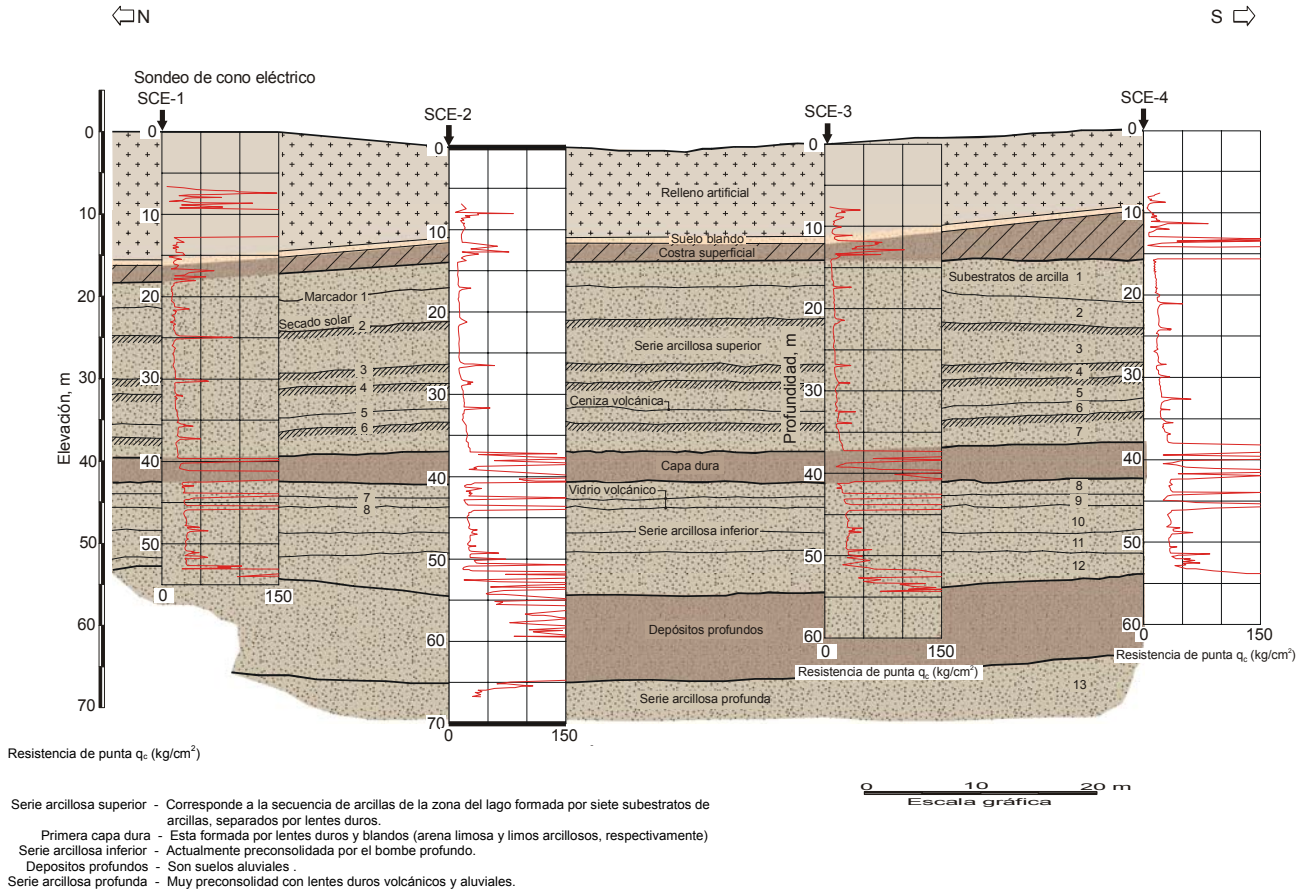 N
S
Sondeo de cono eléctrico
SCE-1
SCE-2
SCE-3
SCE-4
Elevación, m
0
10
20
30
40
50
60
70
0
10
20
30
40
50
0
150
0
10
20
30
40
50
60
70
0
150
Profundidad, m
0
10
20
30
40
50
60
0
150
Resistencia de punta qc (kg/cm²)
0
10
20
30
40
50
60
0
150
Resistencia de punta qc (kg/cm²)
Relleno artificial
Suelo blando
Costra superficial
Marcador 1
Secado solar
2
3
4
5
6
7
8
Serie arcillosa superior
Ceniza volcánica
Capa dura
Vidrio volcánico
Serie arcillosa inferior
Depósitos profundos
Serie arcillosa profunda
Subestratos de arcilla 1
2
3
4
5
6
7
8
9
10
11
12
13
Resistencia de punta qc (kg/cm²)
0 10 20 m
Escala gráfica
Serie arcillosa superior - Corresponde a la secuencia de arcillas de la zona del lago formada por siete subestratos de
arcillas, separados por lentes duros.
Primera capa dura - Esta formada por lentes duros y blandos (arena limosa y limos arcillosos, respectivamente)
Serie arcillosa inferior - Actualmente preconsolidada por el bombe profundo.
Depositos profundos - Son suelos aluviales .
Serie arcillosa profunda - Muy preconsolidad con lentes duros volcánicos y aluviales.